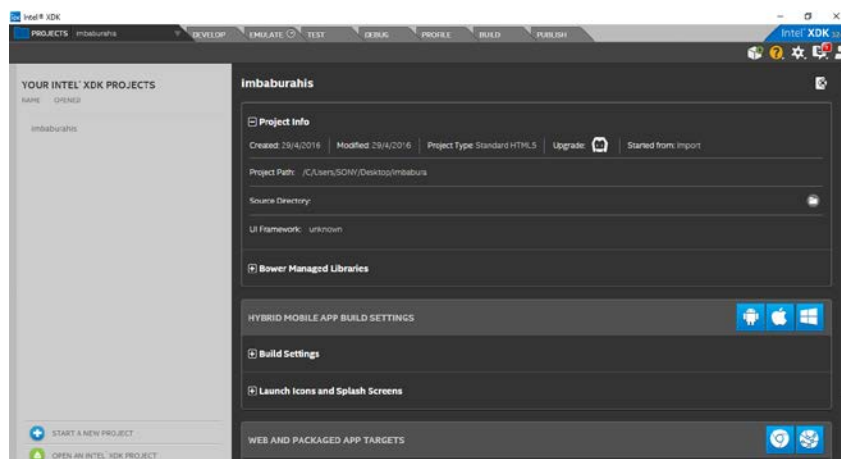 Intel® XDK
PROJECTS imbaburahis DEVELOP EMULATE TEST DEBUG PROFILE BUILD PUBLISH Intel® XDK
YOUR INTEL® XDK PROJECTS
NAME OPENED
imbaburahis
START A NEW PROJECT
OPEN AN INTEL® XDK PROJECT
imbaburahis
Project Info
Created: 29/4/2016 Modified: 29/4/2016 Project Type: Standard HTML5 Upgrade: Started from: Import
Project Path: /C/Users/SONY/Desktop/Imbabura
Source Directory:
UI Framework: unknown
Bower Managed Libraries
HYBRID MOBILE APP BUILD SETTINGS
Build Settings
Launch Icons and Splash Screens
WEB AND PACKAGED APP TARGETS